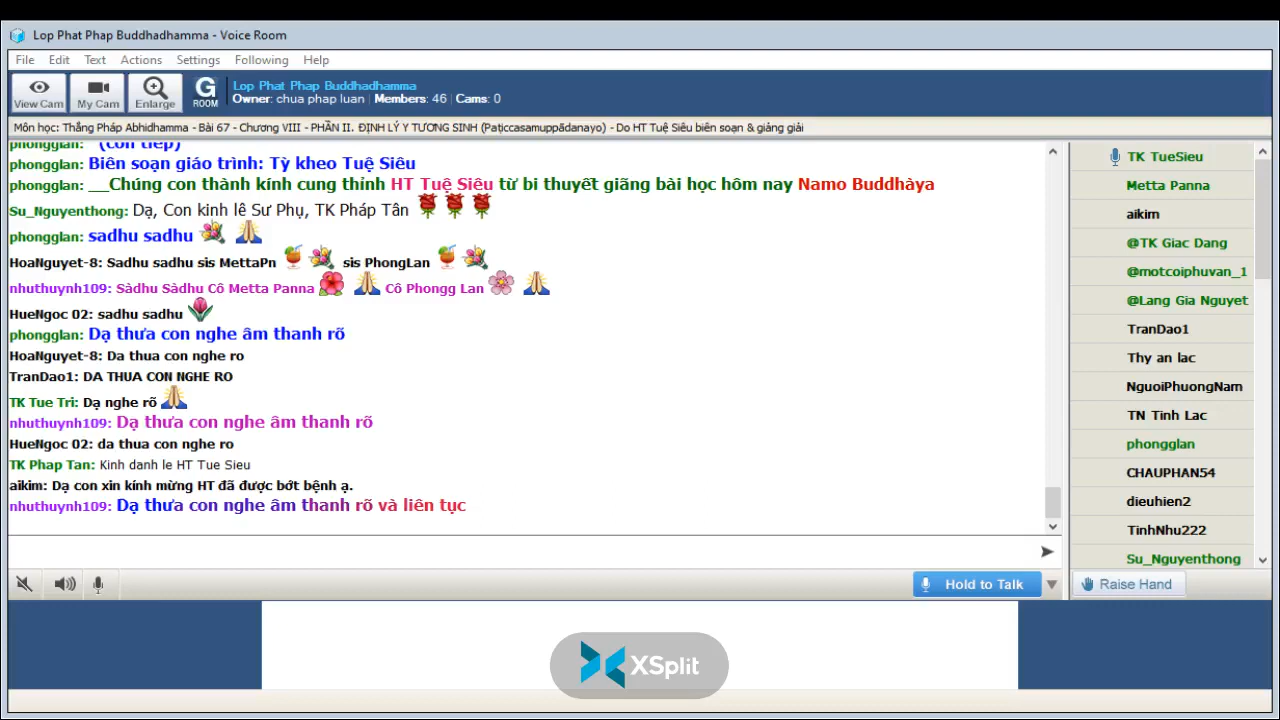 Lop Phat Phap Buddhadhamma - Voice Room
File Edit Text Actions Settings Following Help
View Cam My Cam Enlarge G ROOM
Lop Phat Phap Buddhadhamma
Owner: chua phap luan | Members: 46 | Cams: 0
Môn học: Thắng Pháp Abhidhamma - Bài 67 - Chương VIII - PHẦN II. ĐỊNH LÝ Y TƯƠNG SINH (Paṭiccasamuppādanayo) - Do HT Tuệ Siêu biên soạn & giảng giải
phongglan: (còn tiếp)
phongglan: Biên soạn giáo trình: Tỳ kheo Tuệ Siêu
phongglan: __Chúng con thành kính cung thỉnh HT Tuệ Siêu từ bi thuyết giãng bài học hôm nay Namo Buddhàya
Su_Nguyenthong: Dạ, Con kinh lê Sư Phụ, TK Pháp Tân
phongglan: sadhu sadhu
HoaNguyet-8: Sadhu sadhu sis MettaPn sis PhongLan
nhuthuynh109: Sàdhu Sàdhu Cô Metta Panna Cô Phongg Lan
HueNgoc 02: sadhu sadhu
phongglan: Dạ thưa con nghe âm thanh rõ
HoaNguyet-8: Da thua con nghe ro
TranDao1: DA THUA CON NGHE RO
TK Tue Tri: Dạ nghe rõ
nhuthuynh109: Dạ thưa con nghe âm thanh rõ
HueNgoc 02: da thua con nghe ro
TK Phap Tan: Kinh danh le HT Tue Sieu
aikim: Dạ con xin kính mừng HT đã được bớt bệnh ạ.
nhuthuynh109: Dạ thưa con nghe âm thanh rõ và liên tục
TK TueSieu
Metta Panna
aikim
@TK Giac Dang
@motcoiphuvan_1
@Lang Gia Nguyet
TranDao1
Thy an lac
NguoiPhuongNam
TN Tinh Lac
phongglan
CHAUPHAN54
dieuhien2
TinhNhu222
Su_Nguyenthong
Hold to Talk
Raise Hand
XSplit